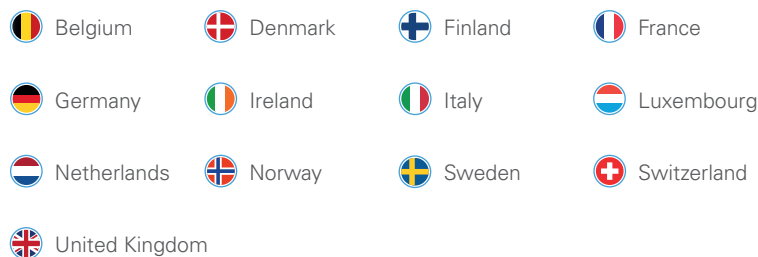 Belgium Denmark Finland France
Germany Ireland Italy Luxembourg
Netherlands Norway Sweden Switzerland
United Kingdom